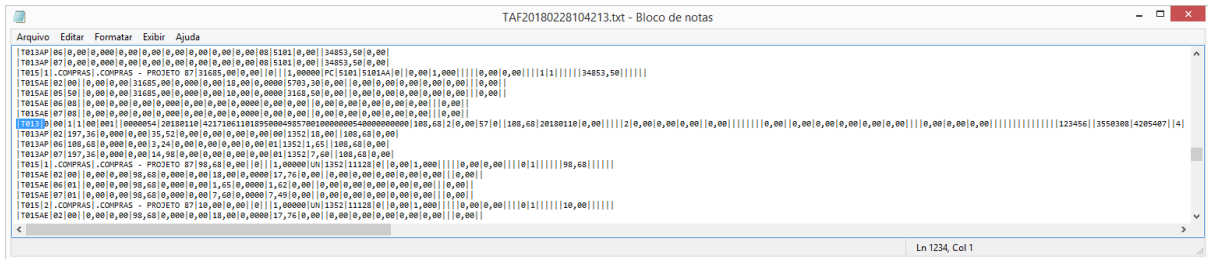 TAF20180228104213.txt - Bloco de notas
Arquivo Editar Formatar Exibir Ajuda
|T013AP|06|0,00|0,000|0,00|0,00|0,00|0,00|0,00|0,00|08|5101|0,00||34853,50|0,00|
|T013AP|07|0,00|0,000|0,00|0,00|0,00|0,00|0,00|0,00|08|5101|0,00||34853,50|0,00|
|T015|1|.COMPRAS|.COMPRAS - PROJETO 87|31685,00|0,00||0|||1,00000|PC|5101|5101AA|0||0,00|1,000|||||0,00|0,00||||1|1||||||34853,50||||||
|T015AE|02|00||0,00|0,00|31685,00|0,000|0,00|18,00|0,0000|5703,30|0,00||0,00|0,00|0,00|0,00|0,00|0,00|||0,00||
|T015AE|05|50||0,00|0,00|31685,00|0,000|0,00|10,00|0,0000|3168,50|0,00||0,00|0,00|0,00|0,00|0,00|0,00|||0,00||
|T015AE|06|08||0,00|0,00|0,00|0,000|0,00|0,00|0,0000|0,00|0,00||0,00|0,00|0,00|0,00|0,00|0,00|||0,00||
|T015AE|07|08||0,00|0,00|0,00|0,000|0,00|0,00|0,0000|0,00|0,00||0,00|0,00|0,00|0,00|0,00|0,00|||0,00||
|T013|0|00|1|1|00|001||0000054|20180110|42171061101895000498570010000000540000000000|108,68|2|0,00|57|0||108,68|20180110|0,00|||||2|0,00|0,00|0,00||0,00||||||||0,00||0,00|0,00|0,00|0,00|0,00||||0,00|0,00|0,00|||||||||||||||123456||3550308|4205407||4|
|T013AP|02|197,36|0,000|0,00|35,52|0,00|0,00|0,00|0,00|00|1352|18,00||108,68|0,00|
|T013AP|06|108,68|0,000|0,00|3,24|0,00|0,00|0,00|0,00|01|1352|1,65||108,68|0,00|
|T013AP|07|197,36|0,000|0,00|14,98|0,00|0,00|0,00|0,00|01|1352|7,60||108,68|0,00|
|T015|1|.COMPRAS|.COMPRAS - PROJETO 87|98,68|0,00||0|||1,00000|UN|1352|11128|0||0,00|1,000|||||0,00|0,00||||0|1||||||98,68||||||
|T015AE|02|00||0,00|0,00|98,68|0,000|0,00|18,00|0,0000|17,76|0,00||0,00|0,00|0,00|0,00|0,00|0,00|||0,00||
|T015AE|06|01||0,00|0,00|98,68|0,000|0,00|1,65|0,0000|1,62|0,00||0,00|0,00|0,00|0,00|0,00|0,00|||0,00||
|T015AE|07|01||0,00|0,00|98,68|0,000|0,00|7,60|0,0000|7,49|0,00||0,00|0,00|0,00|0,00|0,00|0,00|||0,00||
|T015|2|.COMPRAS|.COMPRAS - PROJETO 87|10,00|0,00||0|||1,00000|UN|1352|11128|0||0,00|1,000|||||0,00|0,00||||0|1||||||10,00||||||
|T015AE|02|00||0,00|0,00|98,68|0,000|0,00|18,00|0,0000|17,76|0,00||0,00|0,00|0,00|0,00|0,00|0,00|||0,00||
Ln 1234, Col 1